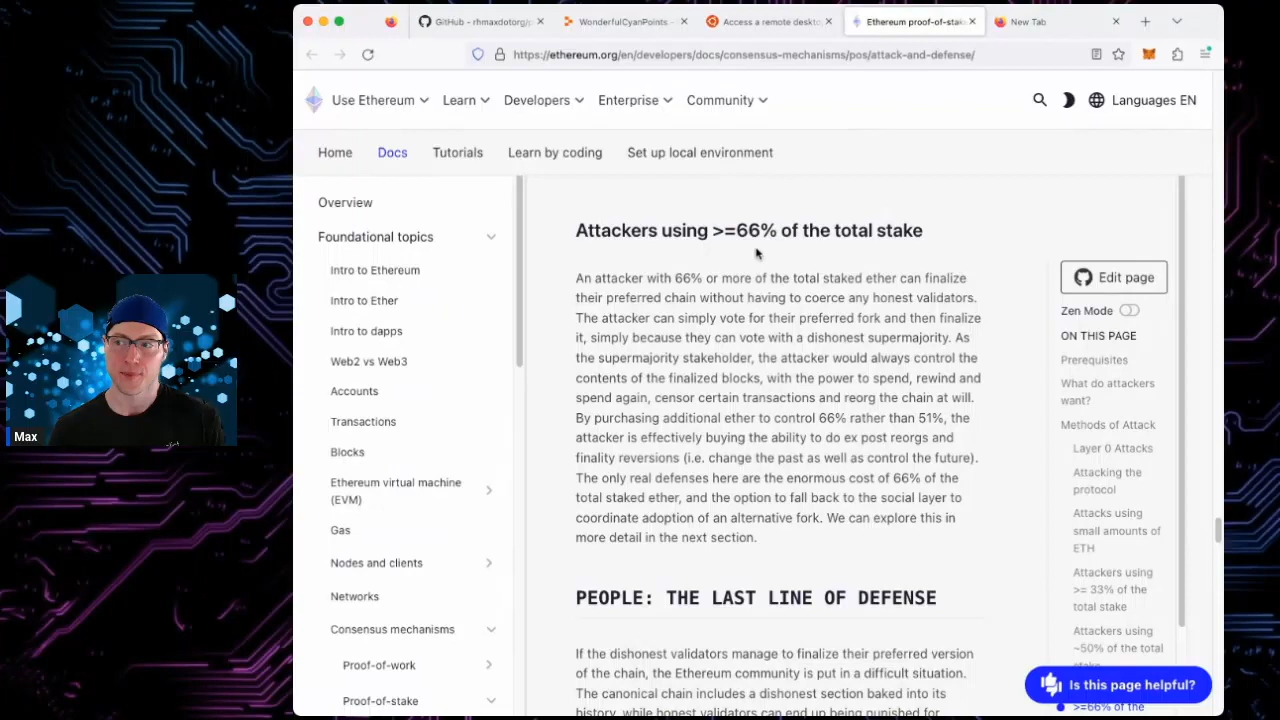 GitHub – rhmaxdotorg/
WonderfulCyanPoints –
Access a remote deskto
Ethereum proof-of-stak
New Tab
https://ethereum.org/en/developers/docs/consensus-mechanisms/pos/attack-and-defense/
Use Ethereum
Learn
Developers
Enterprise
Community
Languages EN
Home
Docs
Tutorials
Learn by coding
Set up local environment
Overview
Foundational topics
Intro to Ethereum
Intro to Ether
Intro to dapps
Web2 vs Web3
Accounts
Transactions
Blocks
Ethereum virtual machine
(EVM)
Gas
Nodes and clients
Networks
Consensus mechanisms
Proof-of-work
Proof-of-stake
Attackers using >=66% of the total stake
An attacker with 66% or more of the total staked ether can finalize
their preferred chain without having to coerce any honest validators.
The attacker can simply vote for their preferred fork and then finalize
it, simply because they can vote with a dishonest supermajority. As
the supermajority stakeholder, the attacker would always control the
contents of the finalized blocks, with the power to spend, rewind and
spend again, censor certain transactions and reorg the chain at will.
By purchasing additional ether to control 66% rather than 51%, the
attacker is effectively buying the ability to do ex post reorgs and
finality reversions (i.e. change the past as well as control the future).
The only real defenses here are the enormous cost of 66% of the
total staked ether, and the option to fall back to the social layer to
coordinate adoption of an alternative fork. We can explore this in
more detail in the next section.
PEOPLE: THE LAST LINE OF DEFENSE
If the dishonest validators manage to finalize their preferred version
of the chain, the Ethereum community is put in a difficult situation.
The canonical chain includes a dishonest section baked into its
history, while honest validators can end up being punished for
Edit page
Zen Mode
ON THIS PAGE
Prerequisites
What do attackers
want?
Methods of Attack
Layer 0 Attacks
Attacking the
protocol
Attacks using
small amounts of
ETH
Attackers using
>= 33% of the
total stake
Attackers using
~50% of the total
stake
Is this page helpful?
>=66% of the
Max